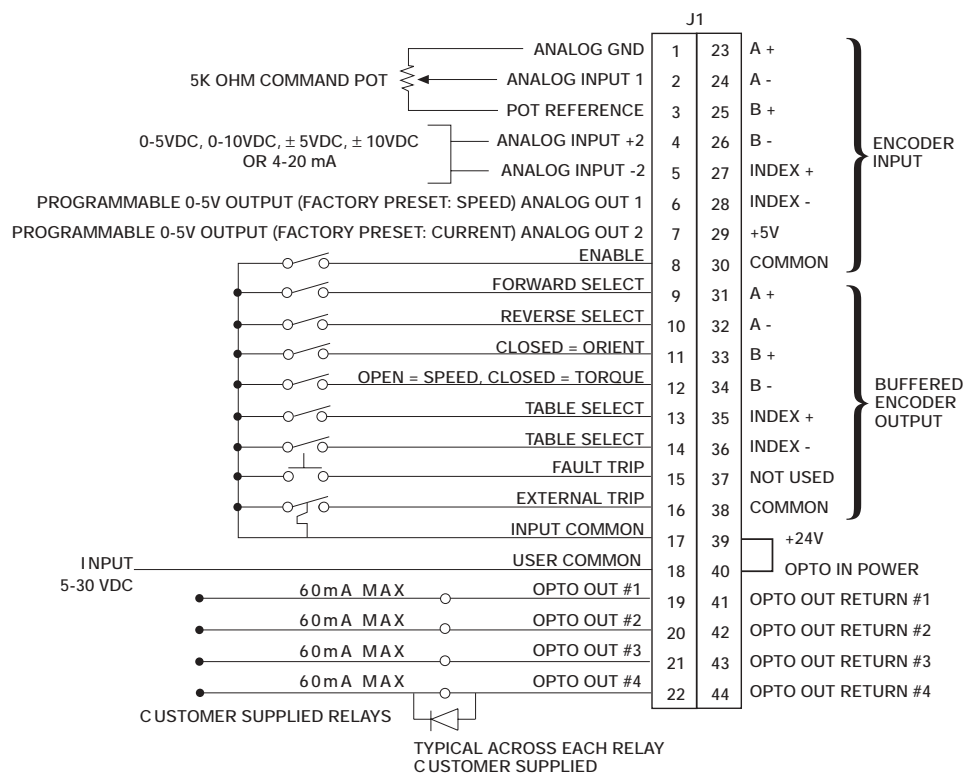 J1
ANALOG GND 1 23 A +
5K OHM COMMAND POT ANALOG INPUT 1 2 24 A -
POT REFERENCE 3 25 B +
0-5VDC, 0-10VDC, ± 5VDC, ± 10VDC ANALOG INPUT +2 4 26 B -
OR 4-20 mA
ENCODER
INPUT
ANALOG INPUT -2 5 27 INDEX +
PROGRAMMABLE 0-5V OUTPUT (FACTORY PRESET: SPEED) ANALOG OUT 1 6 28 INDEX -
PROGRAMMABLE 0-5V OUTPUT (FACTORY PRESET: CURRENT) ANALOG OUT 2 7 29 +5V
ENABLE 8 30 COMMON
FORWARD SELECT 9 31 A +
REVERSE SELECT 10 32 A -
CLOSED = ORIENT 11 33 B +
OPEN = SPEED, CLOSED = TORQUE 12 34 B -
BUFFERED
ENCODER
OUTPUT
TABLE SELECT 13 35 INDEX +
TABLE SELECT 14 36 INDEX -
FAULT TRIP 15 37 NOT USED
EXTERNAL TRIP 16 38 COMMON
INPUT COMMON 17 39 +24V
INPUT USER COMMON 18 40 OPTO IN POWER
5-30 VDC
60mA MAX OPTO OUT #1 19 41 OPTO OUT RETURN #1
60mA MAX OPTO OUT #2 20 42 OPTO OUT RETURN #2
60mA MAX OPTO OUT #3 21 43 OPTO OUT RETURN #3
60mA MAX OPTO OUT #4 22 44 OPTO OUT RETURN #4
CUSTOMER SUPPLIED RELAYS
TYPICAL ACROSS EACH RELAY
CUSTOMER SUPPLIED